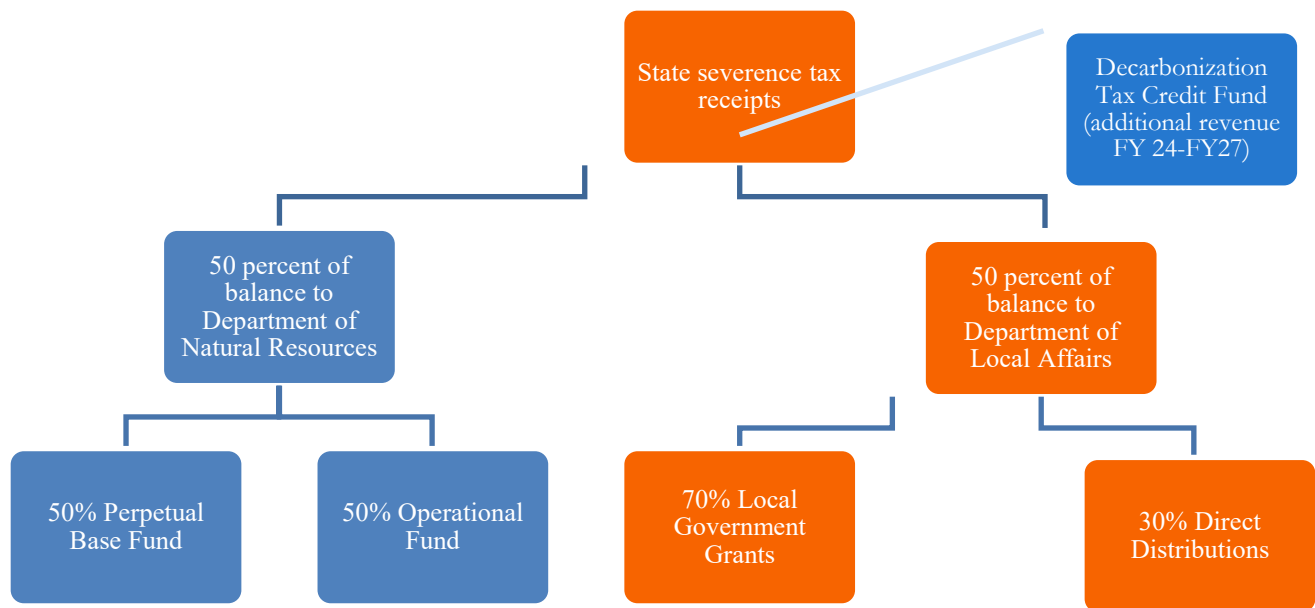 State severence tax
receipts
Decarbonization
Tax Credit Fund
(additional revenue
FY 24-FY27)
50 percent of
balance to
Department of
Natural Resources
50 percent of
balance to
Department of
Local Affairs
50% Perpetual
Base Fund
50% Operational
Fund
70% Local
Government
Grants
30% Direct
Distributions